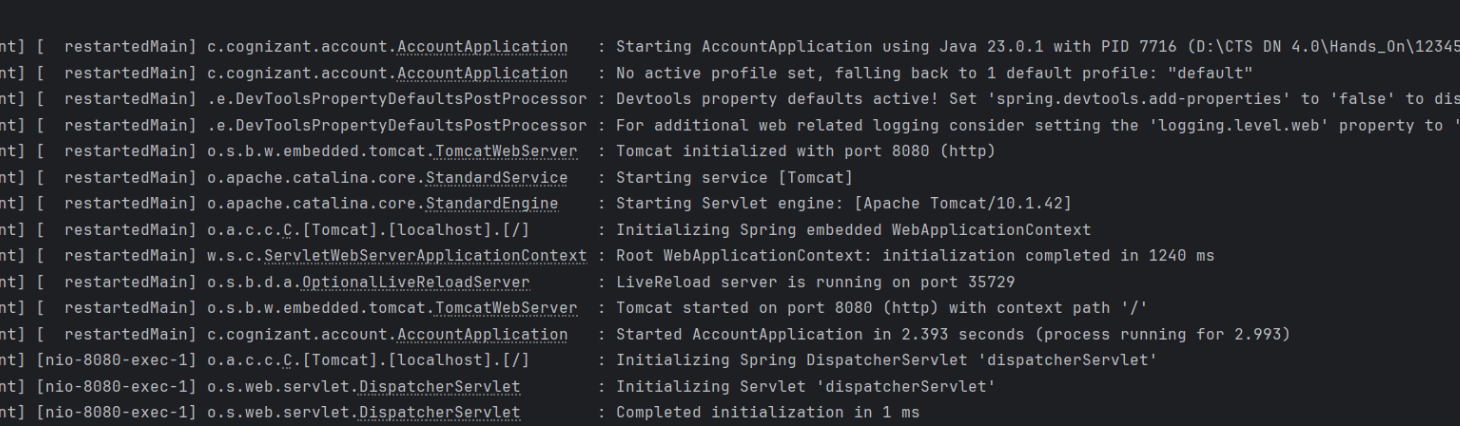 nt] [  restartedMain] c.cognizant.account.AccountApplication   : Starting AccountApplication using Java 23.0.1 with PID 7716 (D:\CTS DN 4.0\Hands_On\12345
nt] [  restartedMain] c.cognizant.account.AccountApplication   : No active profile set, falling back to 1 default profile: "default"
nt] [  restartedMain] .e.DevToolsPropertyDefaultsPostProcessor : Devtools property defaults active! Set 'spring.devtools.add-properties' to 'false' to dis
nt] [  restartedMain] .e.DevToolsPropertyDefaultsPostProcessor : For additional web related logging consider setting the 'logging.level.web' property to '
nt] [  restartedMain] o.s.b.w.embedded.tomcat.TomcatWebServer  : Tomcat initialized with port 8080 (http)
nt] [  restartedMain] o.apache.catalina.core.StandardService   : Starting service [Tomcat]
nt] [  restartedMain] o.apache.catalina.core.StandardEngine    : Starting Servlet engine: [Apache Tomcat/10.1.42]
nt] [  restartedMain] o.a.c.c.C.[Tomcat].[localhost].[/]       : Initializing Spring embedded WebApplicationContext
nt] [  restartedMain] w.s.c.ServletWebServerApplicationContext : Root WebApplicationContext: initialization completed in 1240 ms
nt] [  restartedMain] o.s.b.d.a.OptionalLiveReloadServer       : LiveReload server is running on port 35729
nt] [  restartedMain] o.s.b.w.embedded.tomcat.TomcatWebServer  : Tomcat started on port 8080 (http) with context path '/'
nt] [  restartedMain] c.cognizant.account.AccountApplication   : Started AccountApplication in 2.393 seconds (process running for 2.993)
nt] [nio-8080-exec-1] o.a.c.c.C.[Tomcat].[localhost].[/]       : Initializing Spring DispatcherServlet 'dispatcherServlet'
nt] [nio-8080-exec-1] o.s.web.servlet.DispatcherServlet        : Initializing Servlet 'dispatcherServlet'
nt] [nio-8080-exec-1] o.s.web.servlet.DispatcherServlet        : Completed initialization in 1 ms